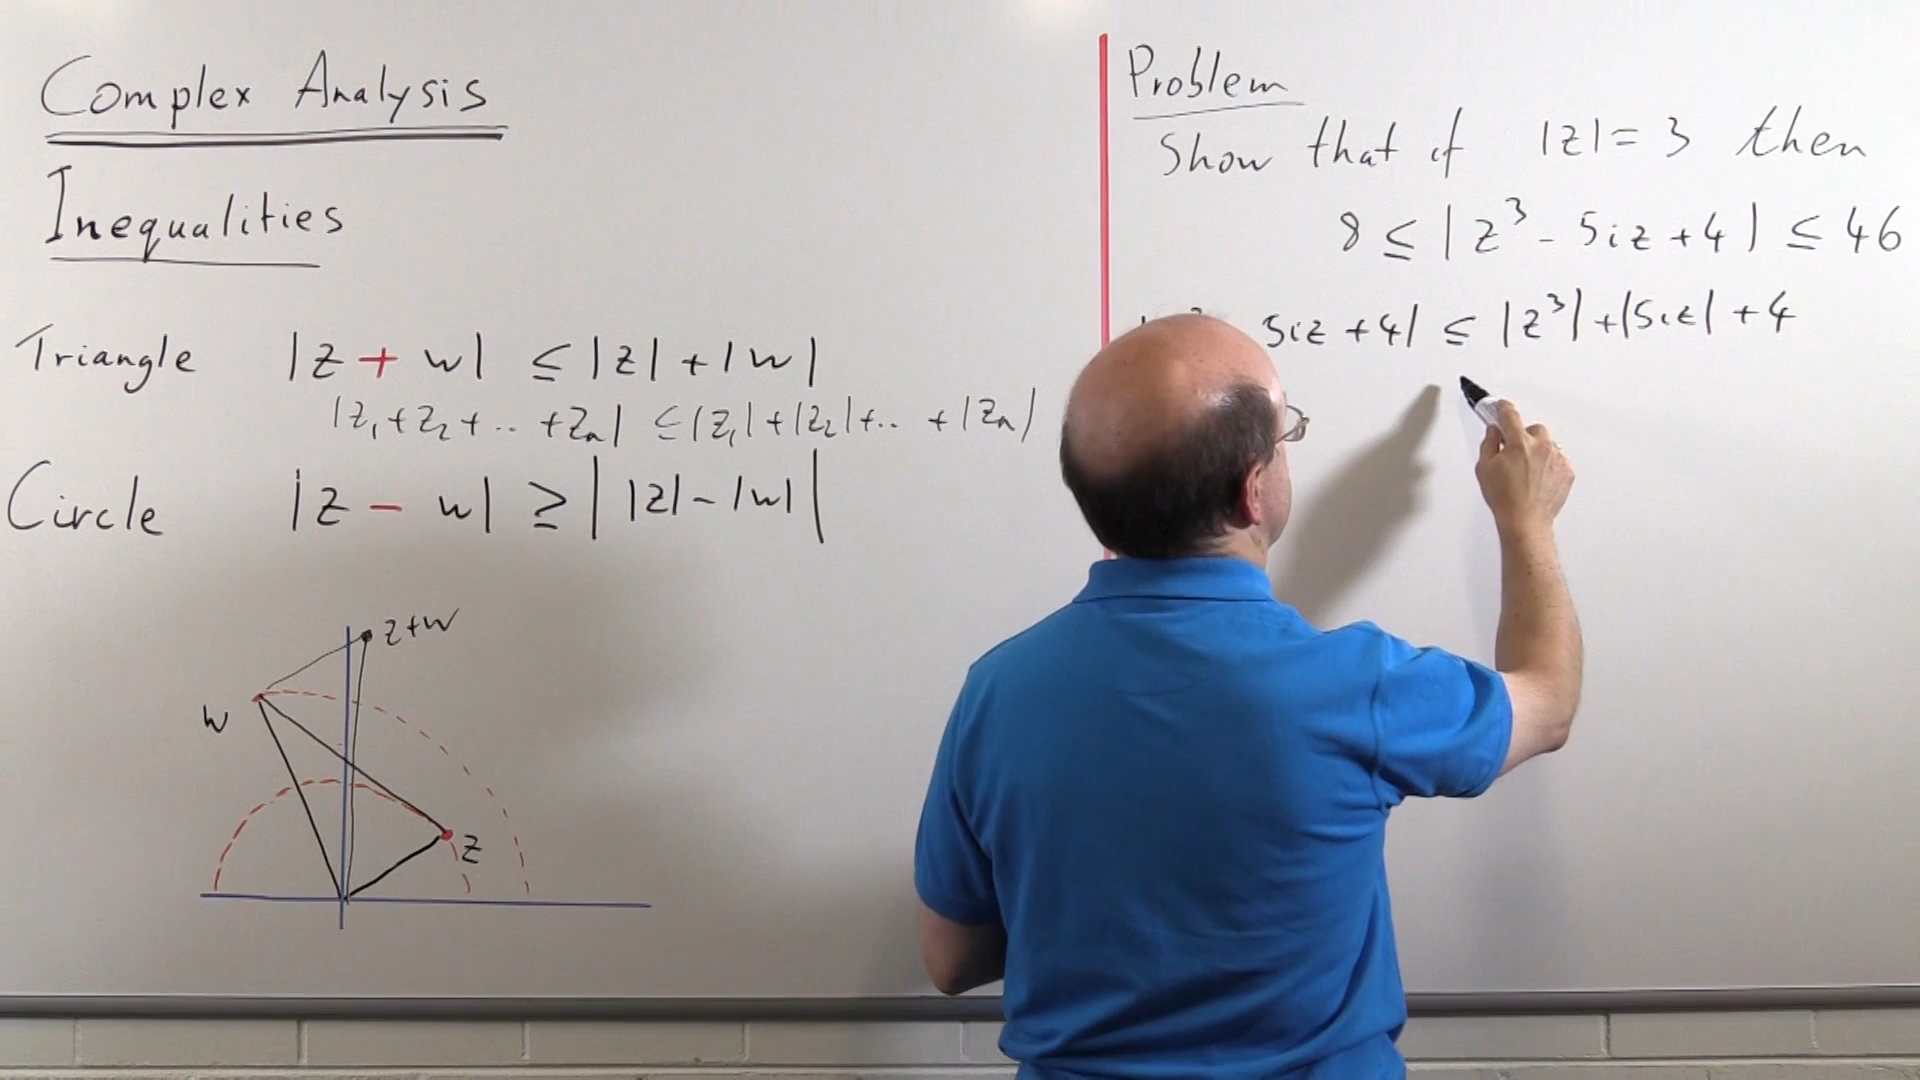 Complex Analysis
Inequalities
Triangle |z + w| ≤ |z| + |w|
|z₁ + z₂ + .. + zₙ| ≤ |z₁| + |z₂| + .. + |zₙ|
Circle |z − w| ≥ | |z| − |w| |
z+w
w
z
Problem
Show that if |z| = 3 then
8 ≤ | z³ − 5iz + 4 | ≤ 46
5iz + 4| ≤ |z³| + |5iz| + 4